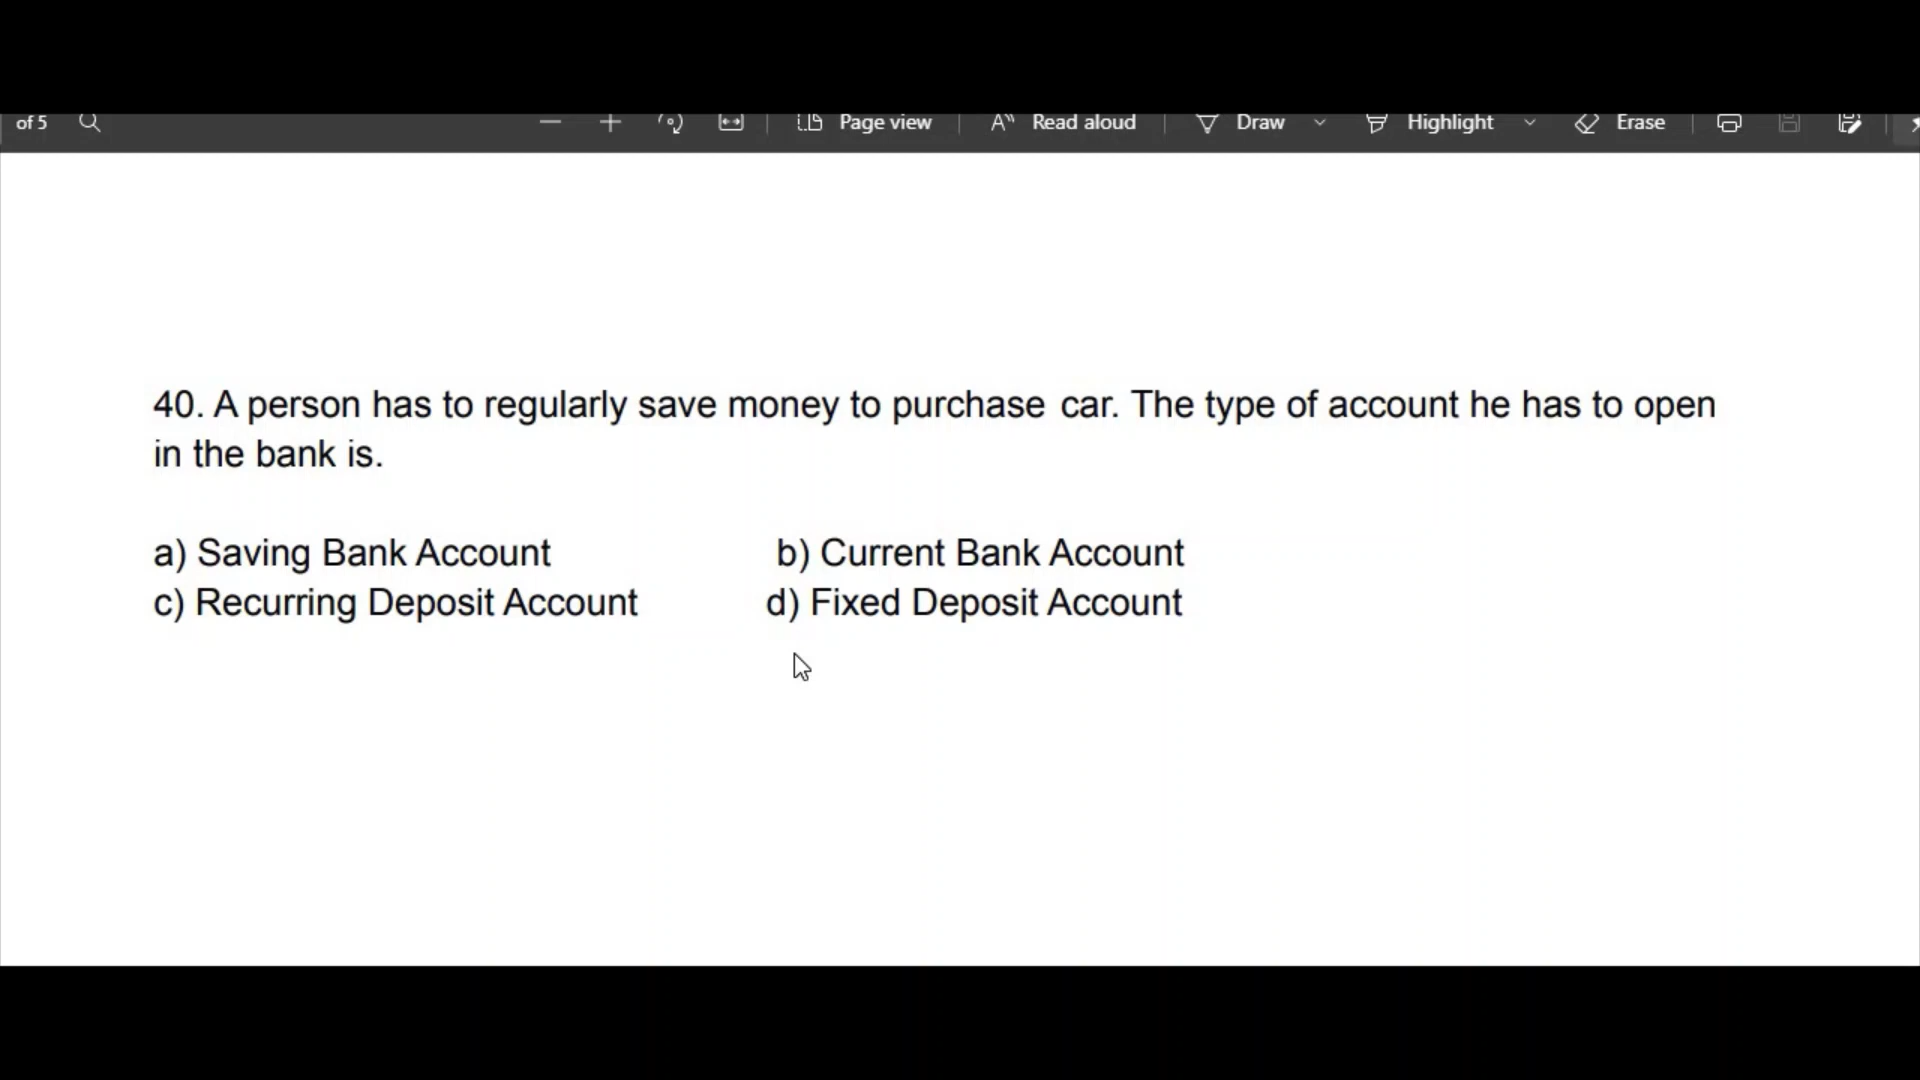 of 5 Page view Read aloud Draw Highlight Erase
40. A person has to regularly save money to purchase car. The type of account he has to open
in the bank is.
a) Saving Bank Account b) Current Bank Account
c) Recurring Deposit Account d) Fixed Deposit Account